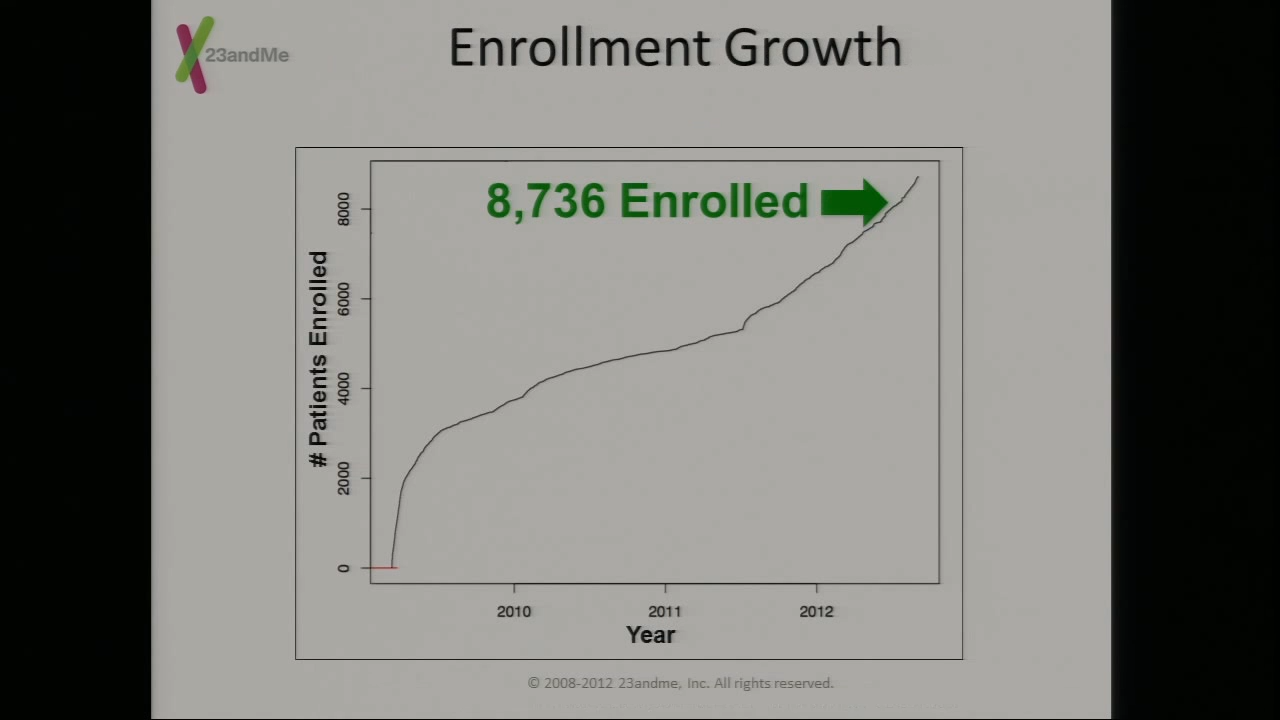 23andMe
Enrollment Growth
8,736 Enrolled
# Patients Enrolled
8000
6000
4000
2000
0
2010
2011
2012
Year
© 2008-2012 23andme, Inc. All rights reserved.